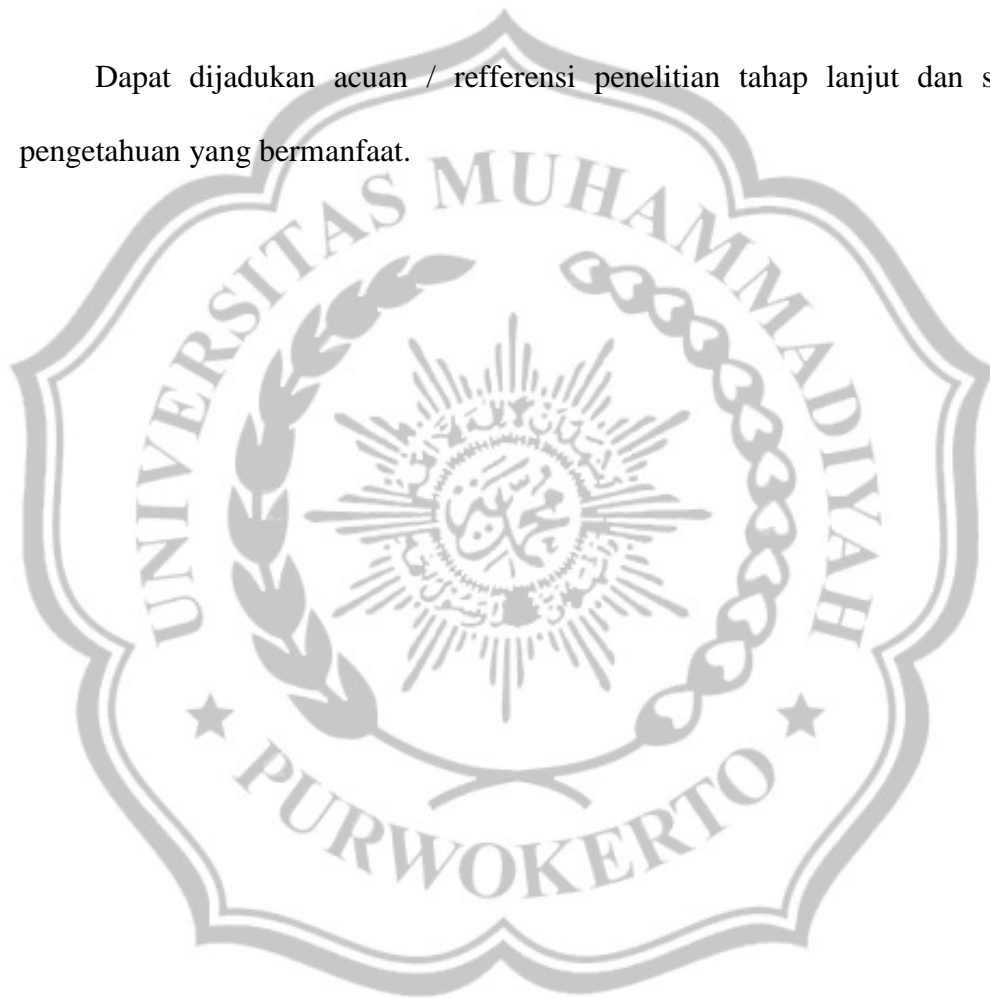 Dapat dijadukan acuan / refferensi penelitian tahap lanjut dan s
pengetahuan yang bermanfaat.
UNIVERSITAS MUHAMMADIYAH
PURWOKERTO